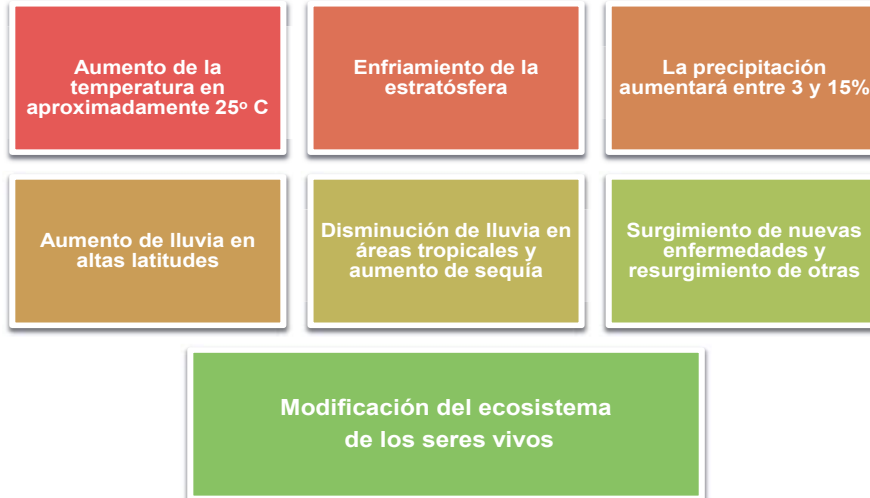 Aumento de la
temperatura en
aproximadamente 25º C
Enfriamiento de la
estratósfera
La precipitación
aumentará entre 3 y 15%
Aumento de lluvia en
altas latitudes
Disminución de lluvia en
áreas tropicales y
aumento de sequía
Surgimiento de nuevas
enfermedades y
resurgimiento de otras
Modificación del ecosistema
de los seres vivos